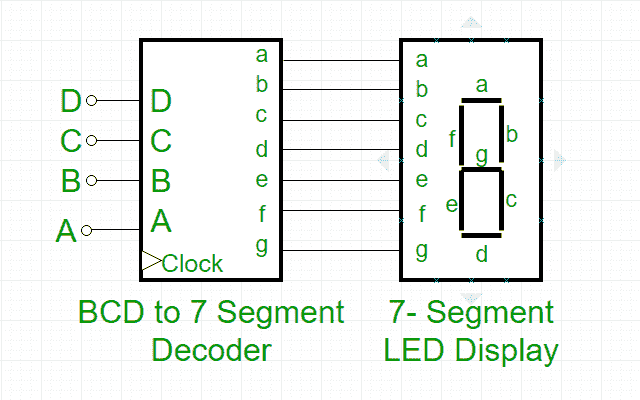 D
C
B
A
D
C
B
A
Clock
a
b
c
d
e
f
g
a
b
c
d
e
f
g
a
f
b
g
e
c
d
BCD to 7 Segment
Decoder
7- Segment
LED Display